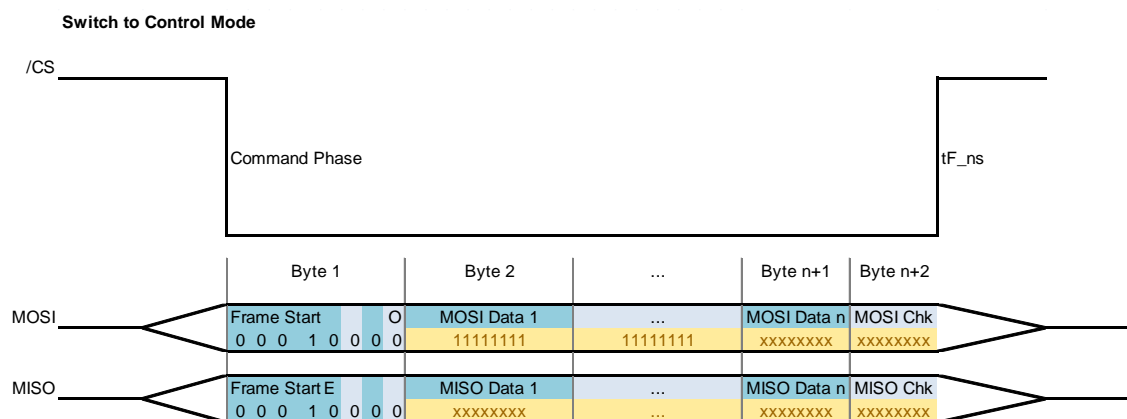 Switch to Control Mode
/CS
Command Phase
tF_ns
Byte 1 Byte 2 ... Byte n+1 Byte n+2
MOSI Frame Start O MOSI Data 1 ... MOSI Data n MOSI Chk
0 0 0 1 0 0 0 0 11111111 11111111 xxxxxxxx xxxxxxxx
MISO Frame Start E MISO Data 1 ... MISO Data n MISO Chk
0 0 0 1 0 0 0 0 xxxxxxxx ... xxxxxxxx xxxxxxxx